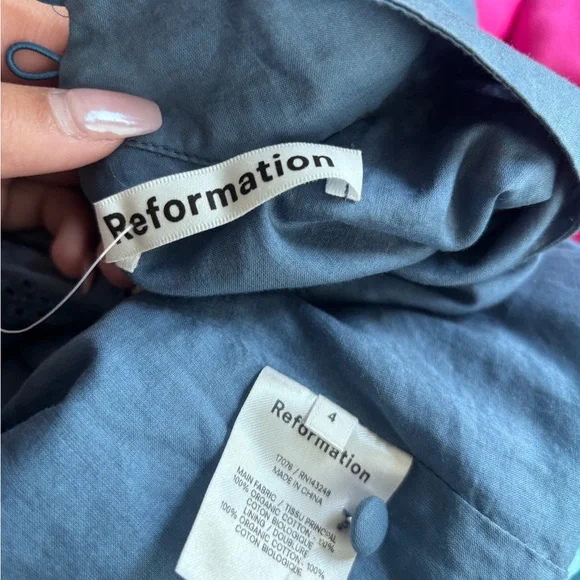 Reformation
4
Reformation
17076 / RN143248
MADE IN CHINA
MAIN FABRIC / TISSU PRINCIPAL
100% ORGANIC COTTON - 100%
COTON BIOLOGIQUE
LINING / DOUBLURE
100% ORGANIC COTTON - 100%
COTON BIOLOGIQUE